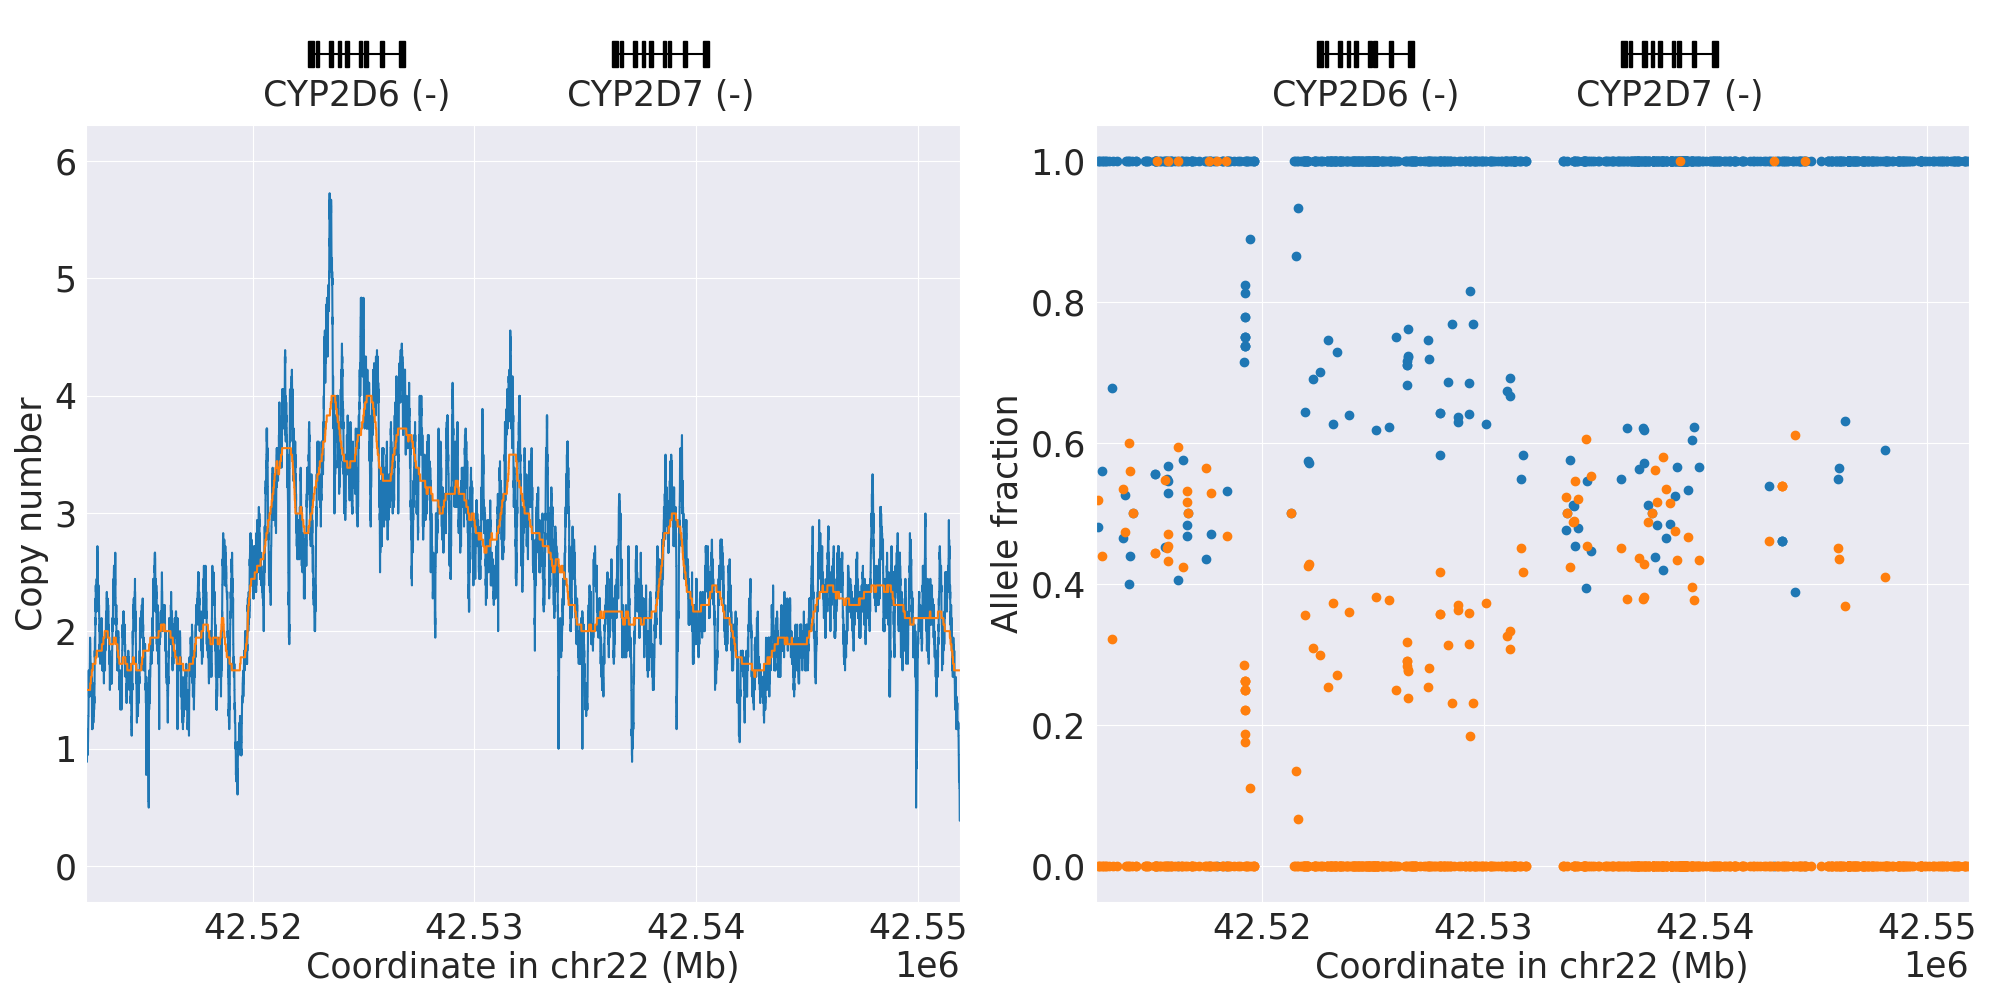 CYP2D6 (-) CYP2D7 (-)
Copy number
6
5
4
3
2
1
0
42.52 42.53 42.54 42.55
Coordinate in chr22 (Mb) 1e6
CYP2D6 (-) CYP2D7 (-)
Allele fraction
1.0
0.8
0.6
0.4
0.2
0.0
42.52 42.53 42.54 42.55
Coordinate in chr22 (Mb) 1e6